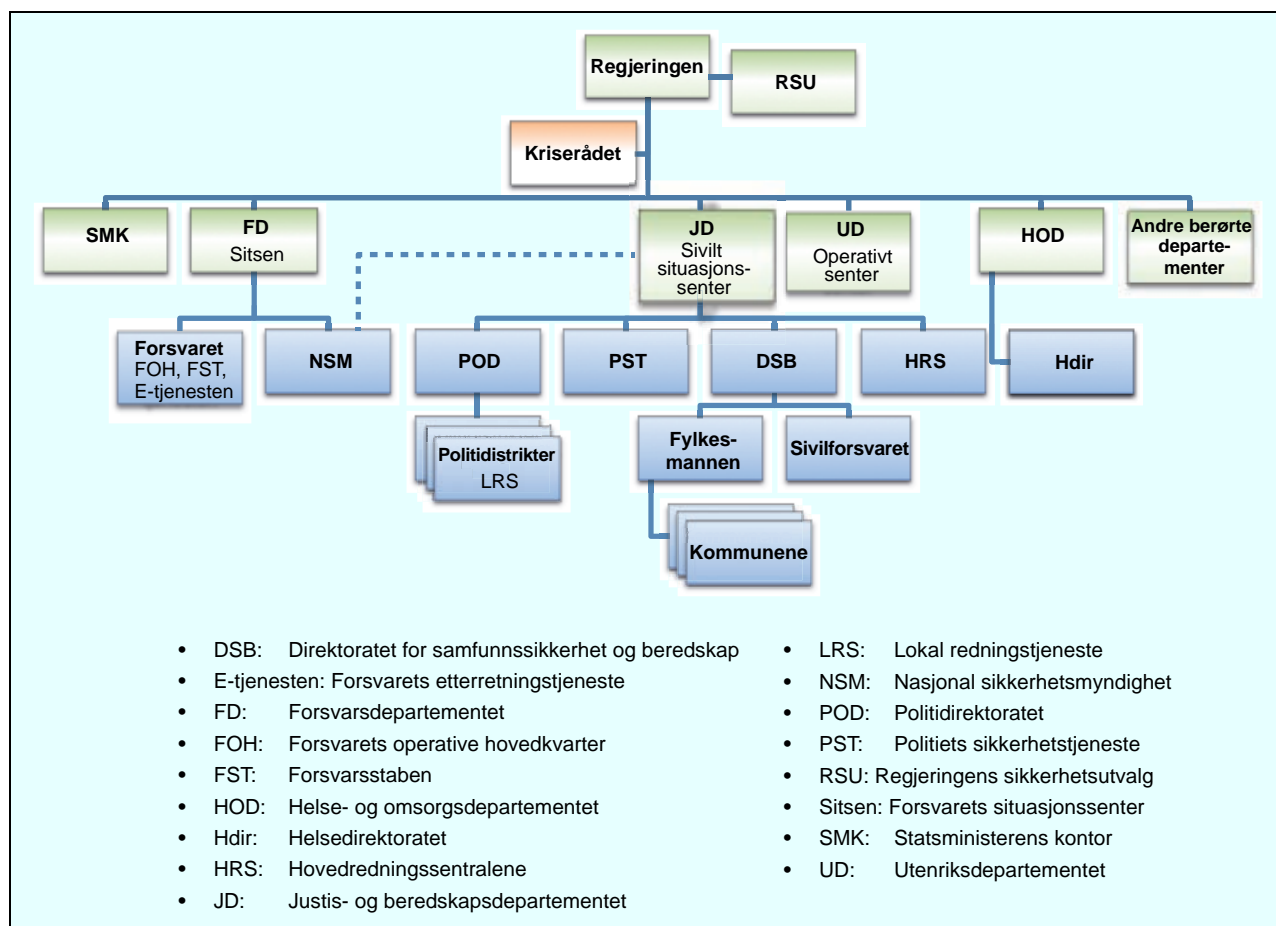 Regjeringen
RSU
Kriserådet
SMK
FD
Sitsen
JD
Sivilt
situasjons-
senter
UD
Operativt
senter
HOD
Andre berørte
departe-
menter
Forsvaret
FOH, FST,
E-tjenesten
NSM
POD
PST
DSB
HRS
Hdir
Politidistrikter
LRS
Fylkes-
mannen
Sivilforsvaret
Kommunene
• DSB: Direktoratet for samfunnssikkerhet og beredskap
• E-tjenesten: Forsvarets etterretningstjeneste
• FD: Forsvarsdepartementet
• FOH: Forsvarets operative hovedkvarter
• FST: Forsvarsstaben
• HOD: Helse- og omsorgsdepartementet
• Hdir: Helsedirektoratet
• HRS: Hovedredningssentralene
• JD: Justis- og beredskapsdepartementet
• LRS: Lokal redningstjeneste
• NSM: Nasjonal sikkerhetsmyndighet
• POD: Politidirektoratet
• PST: Politiets sikkerhetstjeneste
• RSU: Regjeringens sikkerhetsutvalg
• Sitsen: Forsvarets situasjonssenter
• SMK: Statsministerens kontor
• UD: Utenriksdepartementet